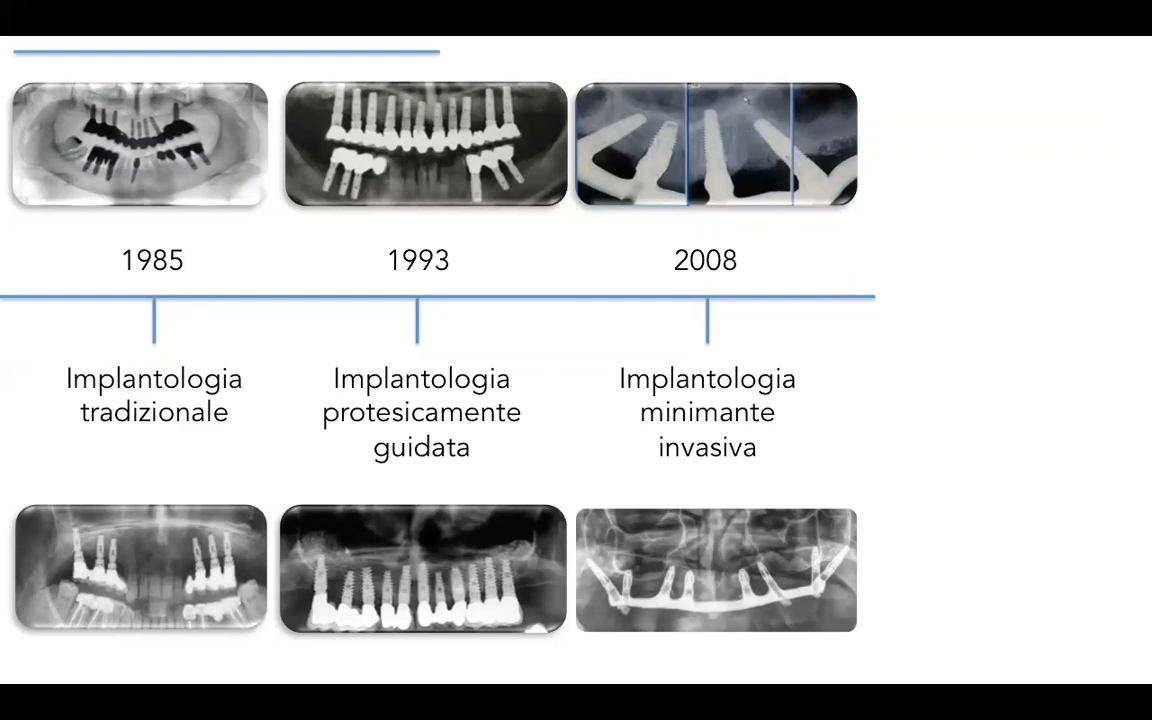 1985
1993
2008
Implantologia
tradizionale
Implantologia
protesicamente
guidata
Implantologia
minimante
invasiva